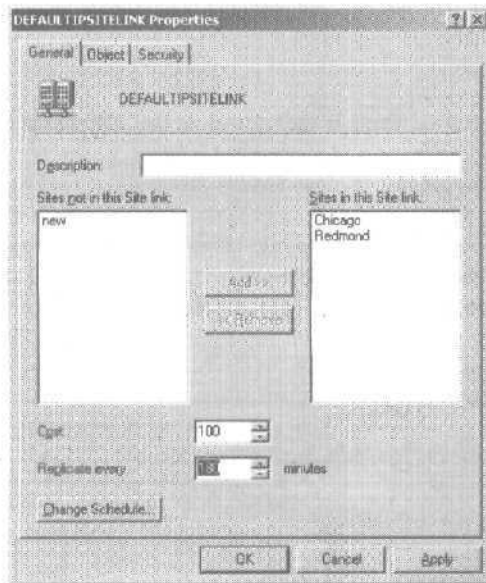 DEFAULTIPSITELINK Properties
General
Object
Security
DEFAULTIPSITELINK
Description:
Sites not in this Site link:
new
Sites in this Site link:
Chicago
Redmond
Add >>
<< Remove
Cost
100
Replicate every
180
minutes
Change Schedule...
OK
Cancel
Apply